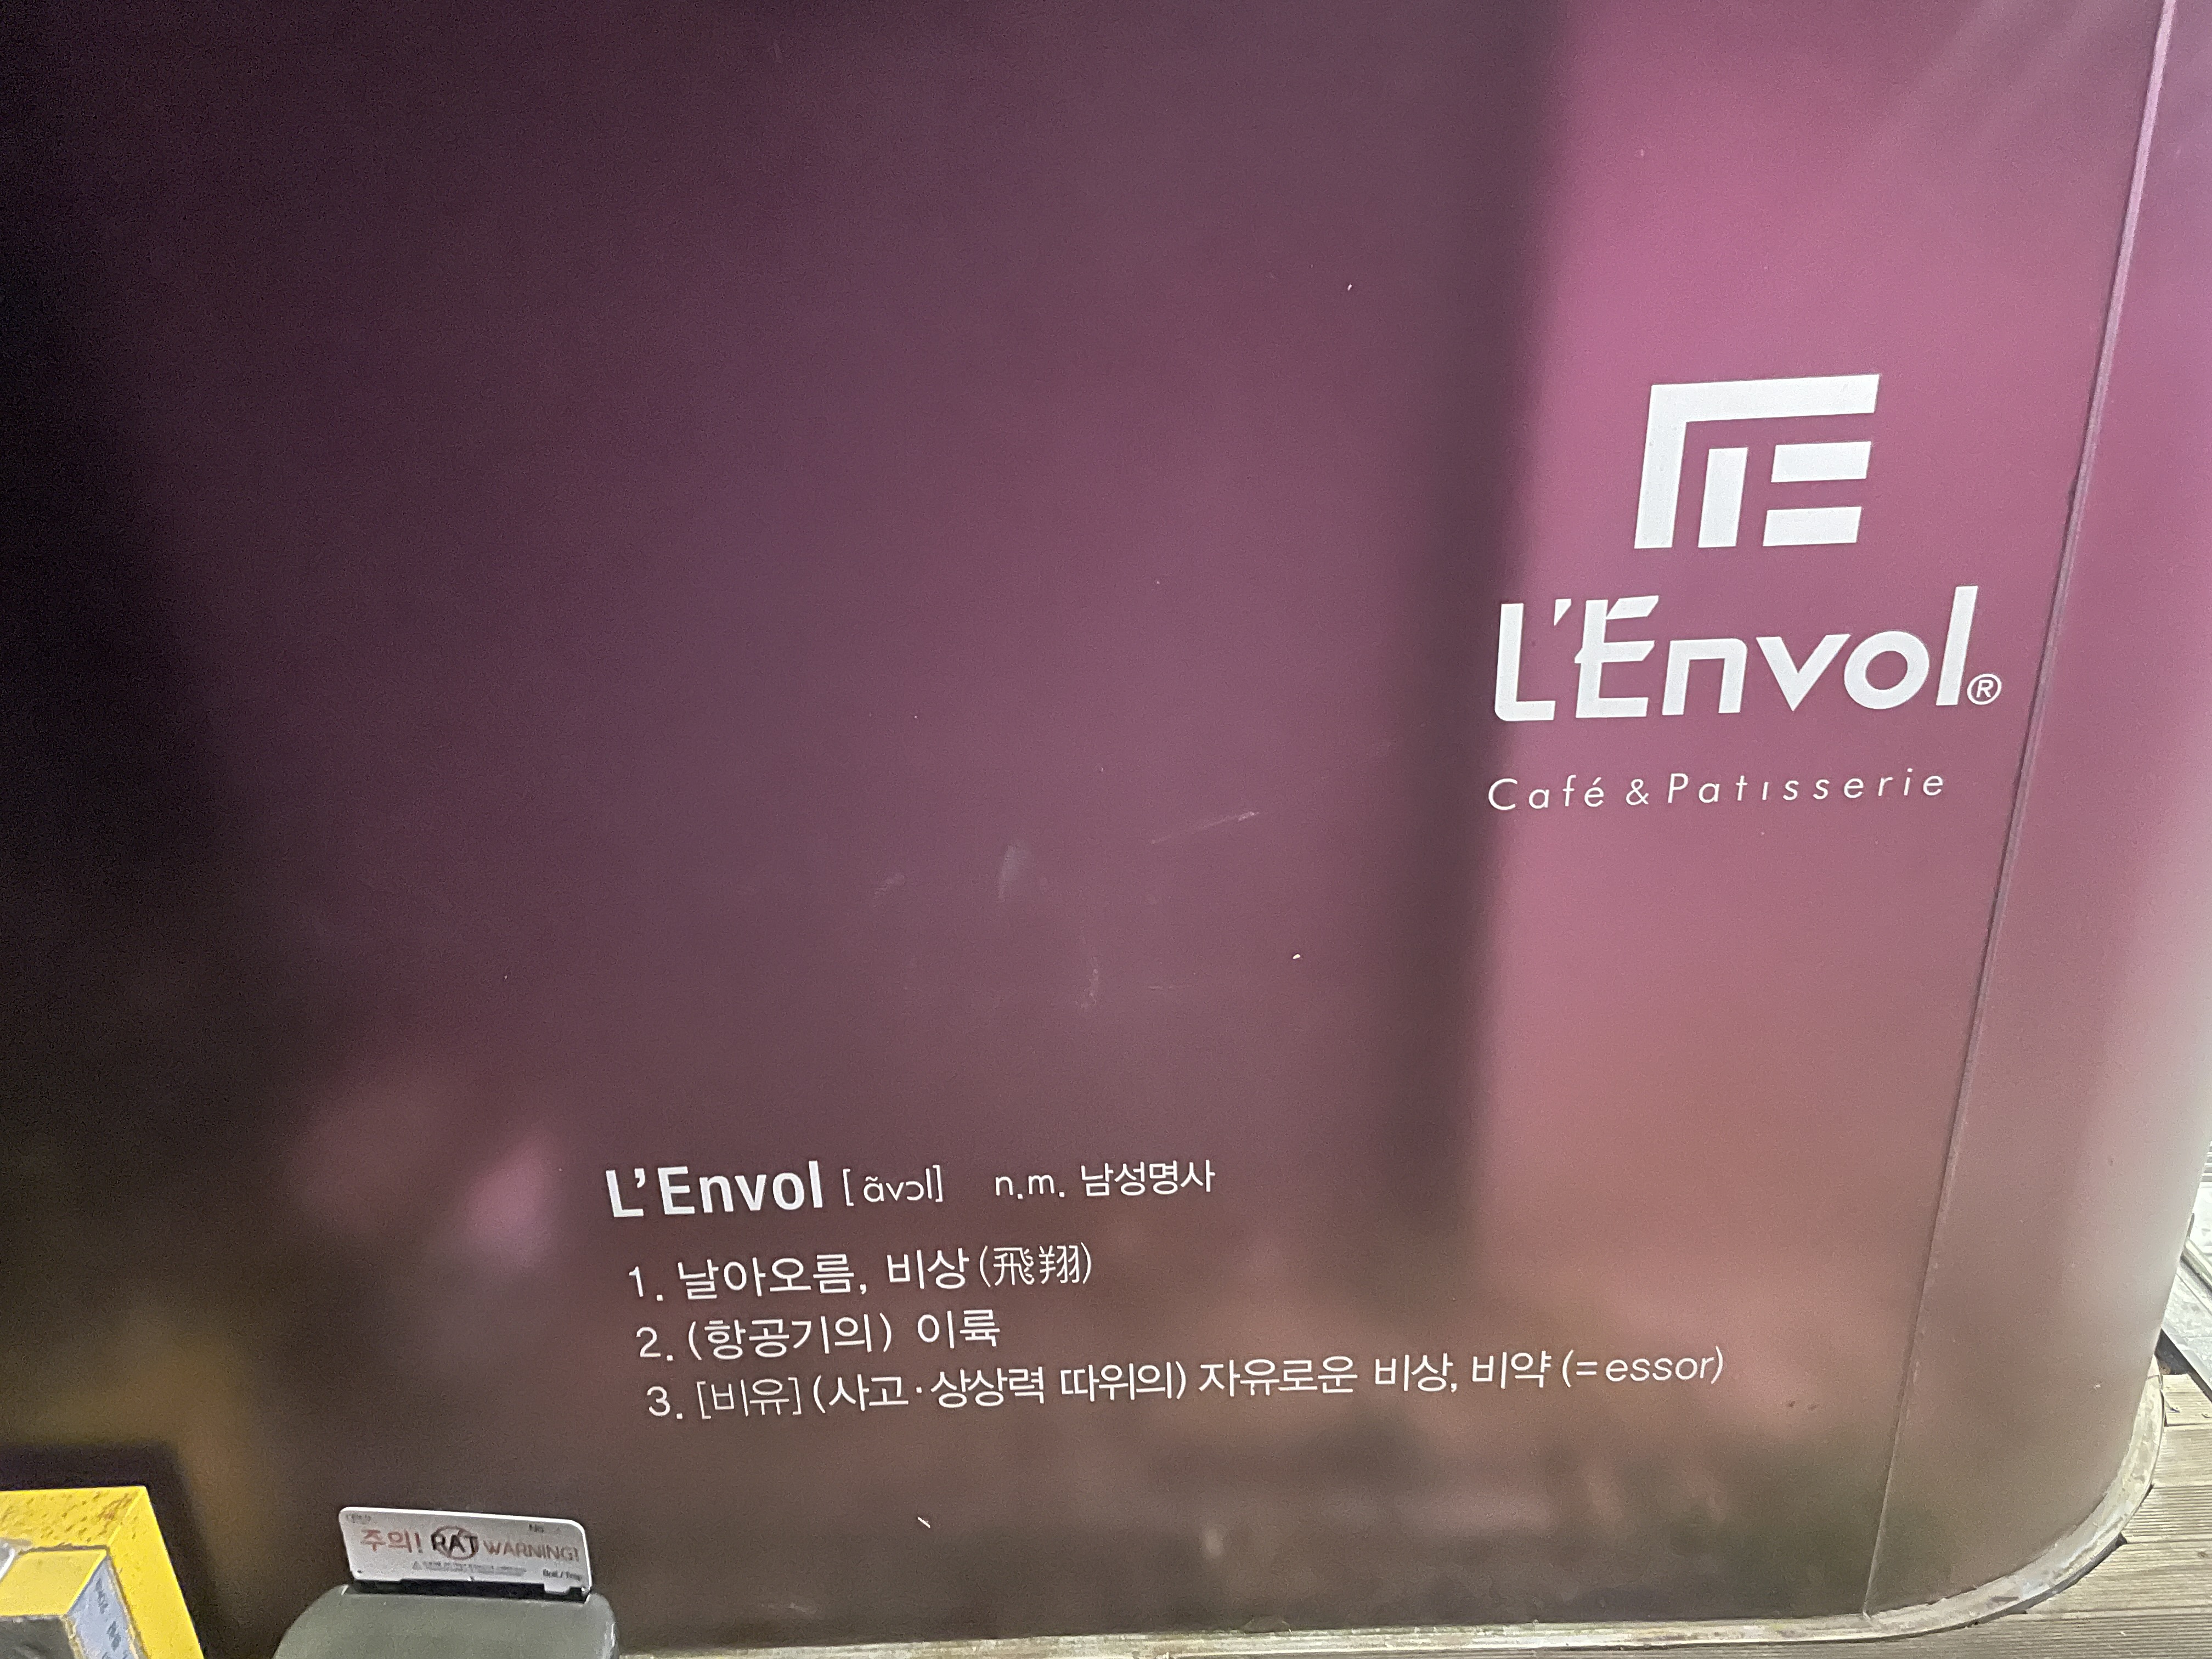 L'Envol®
Café & Patisserie
L'Envol [ãvɔl] n.m. 남성명사
1. 날아오름, 비상(飛翔)
2. (항공기의) 이륙
3. [비유](사고·상상력 따위의) 자유로운 비상, 비약(=essor)
No
주의! RAT WARNING!